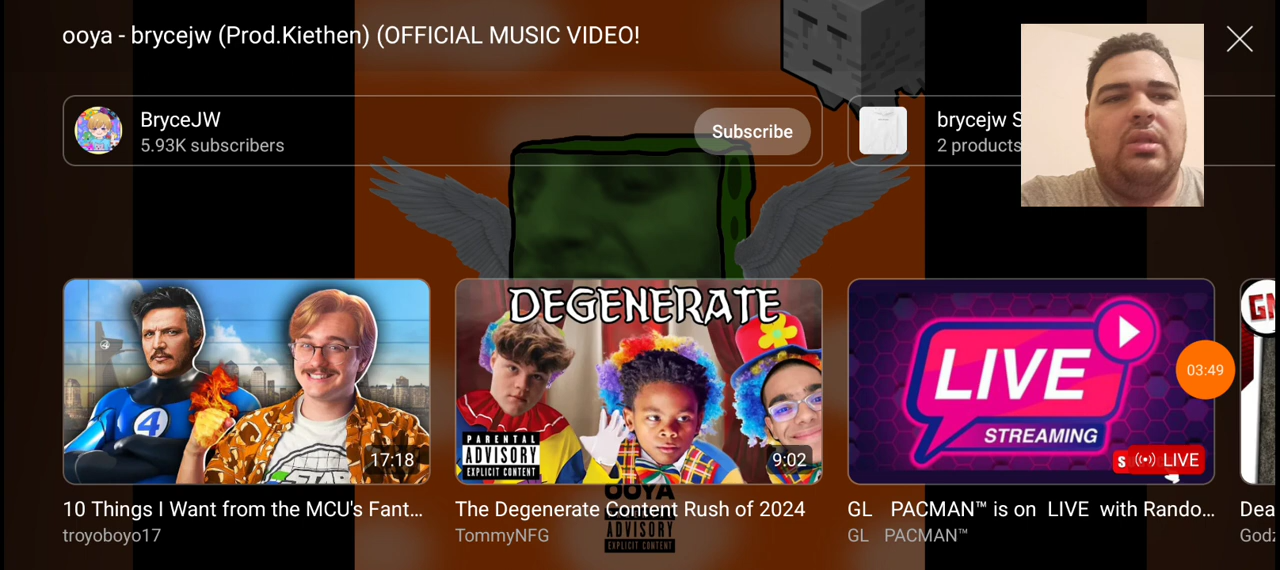 ooya - brycejw (Prod.Kiethen) (OFFICIAL MUSIC VIDEO!
BryceJW
5.93K subscribers
Subscribe
brycejw S
2 products
DEGENERATE
4
PARENTAL
ADVISORY
EXPLICIT CONTENT
17:18
9:02
LIVE
STREAMING
S
LIVE
03:49
GM
OOYA
ADVISORY
EXPLICIT CONTENT
10 Things I Want from the MCU's Fant...
troyoboyo17
The Degenerate Content Rush of 2024
TommyNFG
GL PACMAN™ is on LIVE with Rando...
GL PACMAN™
Dea
Godz